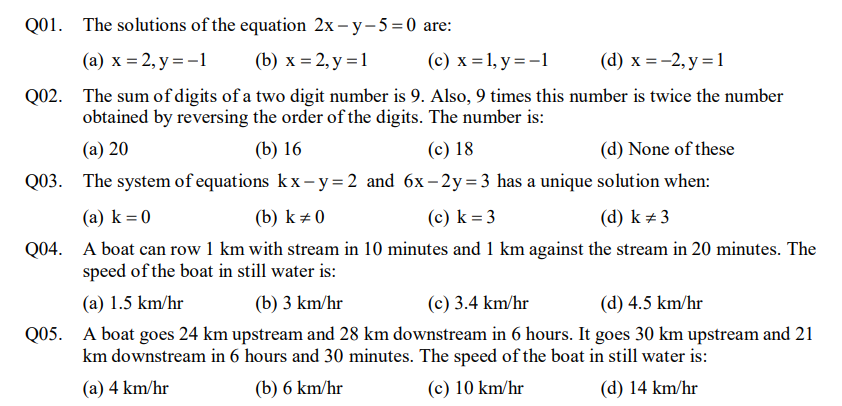 Q01. The solutions of the equation 2x – y – 5 = 0 are:
(a) x = 2, y = –1 (b) x = 2, y = 1 (c) x = 1, y = –1 (d) x = –2, y = 1
Q02. The sum of digits of a two digit number is 9. Also, 9 times this number is twice the number
obtained by reversing the order of the digits. The number is:
(a) 20 (b) 16 (c) 18 (d) None of these
Q03. The system of equations k x – y = 2 and 6x – 2y = 3 has a unique solution when:
(a) k = 0 (b) k ≠ 0 (c) k = 3 (d) k ≠ 3
Q04. A boat can row 1 km with stream in 10 minutes and 1 km against the stream in 20 minutes. The
speed of the boat in still water is:
(a) 1.5 km/hr (b) 3 km/hr (c) 3.4 km/hr (d) 4.5 km/hr
Q05. A boat goes 24 km upstream and 28 km downstream in 6 hours. It goes 30 km upstream and 21
km downstream in 6 hours and 30 minutes. The speed of the boat in still water is:
(a) 4 km/hr (b) 6 km/hr (c) 10 km/hr (d) 14 km/hr